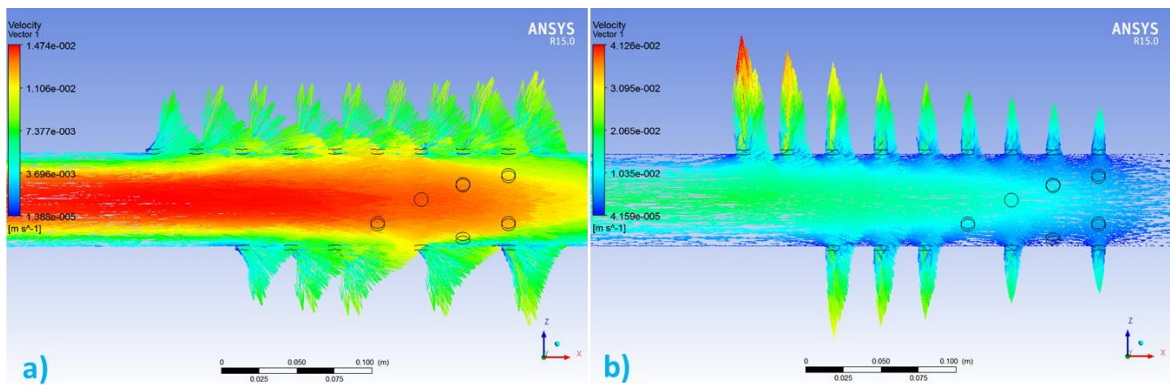 Velocity
Vector 1
1.474e-002
1.106e-002
7.377e-003
3.696e-003
1.388e-005
[m s^-1]
ANSYS
R15.0
Z
X
0
0.050
0.100 (m)
0.025
0.075
a)
Velocity
Vector 1
4.126e-002
3.095e-002
2.065e-002
1.035e-002
4.159e-005
[m s^-1]
ANSYS
R15.0
Z
X
0
0.050
0.100 (m)
0.025
0.075
b)